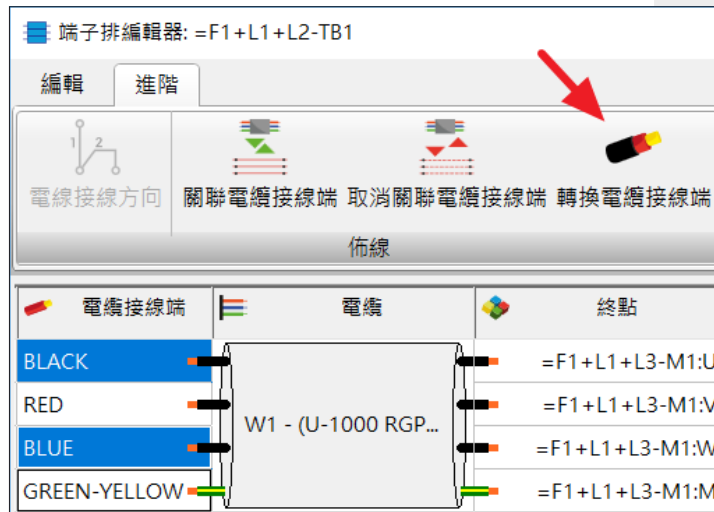 端子排編輯器: =F1+L1+L2-TB1
編輯 進階
1 2
電線接線方向 關聯電纜接線端 取消關聯電纜接線端 轉換電纜接線端
佈線
電纜接線端 電纜 終點
BLACK =F1+L1+L3-M1:U
RED =F1+L1+L3-M1:V
W1 - (U-1000 RGP...
BLUE =F1+L1+L3-M1:W
GREEN-YELLOW =F1+L1+L3-M1:M